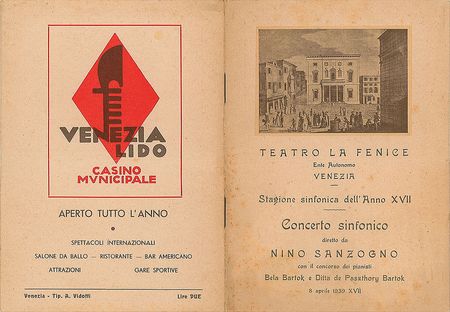 VENEZIA
LIDO
CASINO
MVNICIPALE
APERTO TUTTO L'ANNO
SPETTACOLI INTERNAZIONALI
SALONE DA BALLO — RISTORANTE — BAR AMERICANO
ATTRAZIONI GARE SPORTIVE
Venezia - Tip. A. Vidotti Lire DUE
TEATRO LA FENICE
Ente Autonomo
VENEZIA
Stagione sinfonica dell'Anno XVII
Concerto sinfonico
diretto da
NINO SANZOGNO
con il concorso dei pianisti
Bela Bartok e Ditta de Paszthory Bartok
8 aprile 1939 XVII